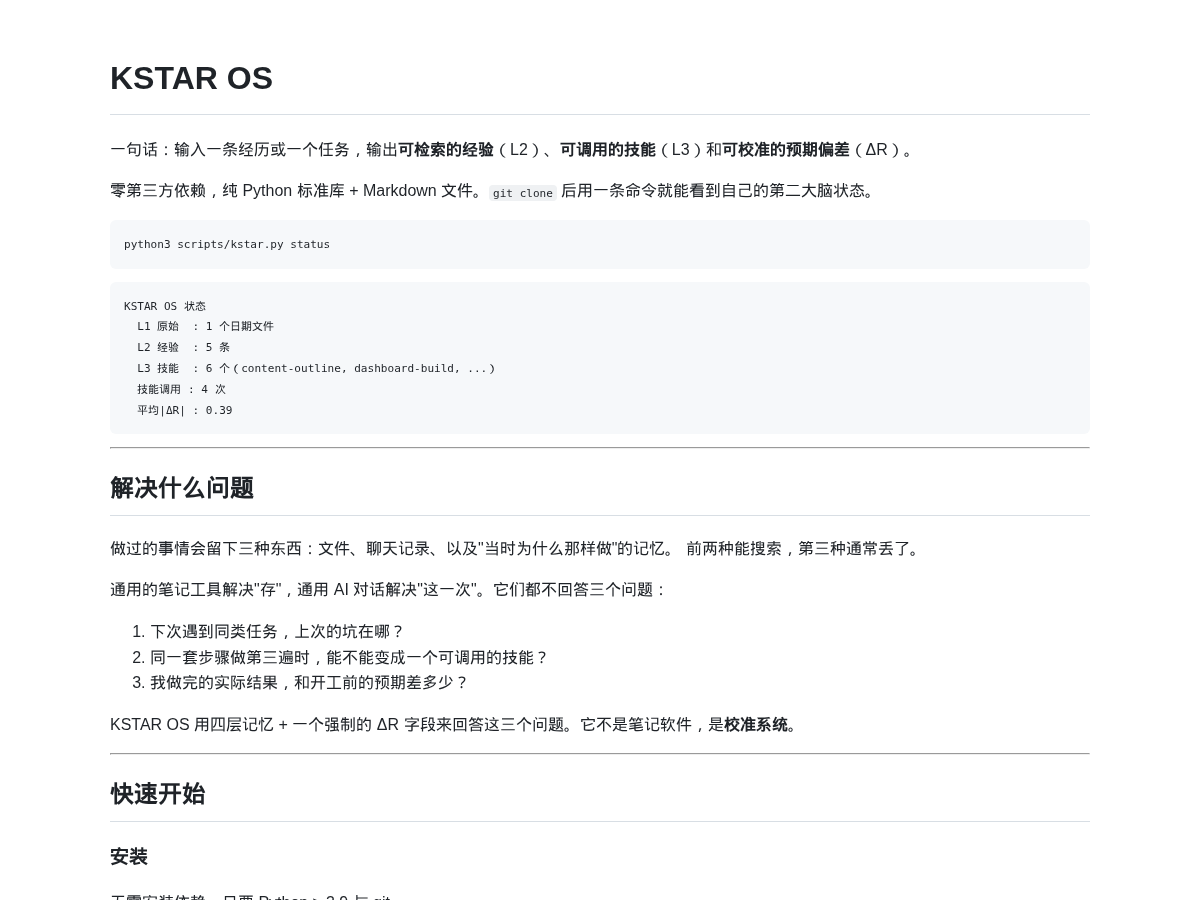 KSTAR OS
一句话：输入一条经历或一个任务，输出可检索的经验（L2）、可调用的技能（L3）和可校准的预期偏差（ΔR）。
零第三方依赖，纯 Python 标准库 + Markdown 文件。 git clone 后用一条命令就能看到自己的第二大脑状态。
python3 scripts/kstar.py status
KSTAR OS 状态
L1 原始 : 1 个日期文件
L2 经验 : 5 条
L3 技能 : 6 个（content-outline, dashboard-build, ...）
技能调用 : 4 次
平均|ΔR| : 0.39
解决什么问题
做过的事情会留下三种东西：文件、聊天记录、以及"当时为什么那样做"的记忆。 前两种能搜索，第三种通常丢了。
通用的笔记工具解决"存"，通用 AI 对话解决"这一次"。它们都不回答三个问题：
1. 下次遇到同类任务，上次的坑在哪？
2. 同一套步骤做第三遍时，能不能变成一个可调用的技能？
3. 我做完的实际结果，和开工前的预期差多少？
KSTAR OS 用四层记忆 + 一个强制的 ΔR 字段来回答这三个问题。它不是笔记软件，是校准系统。
快速开始
安装